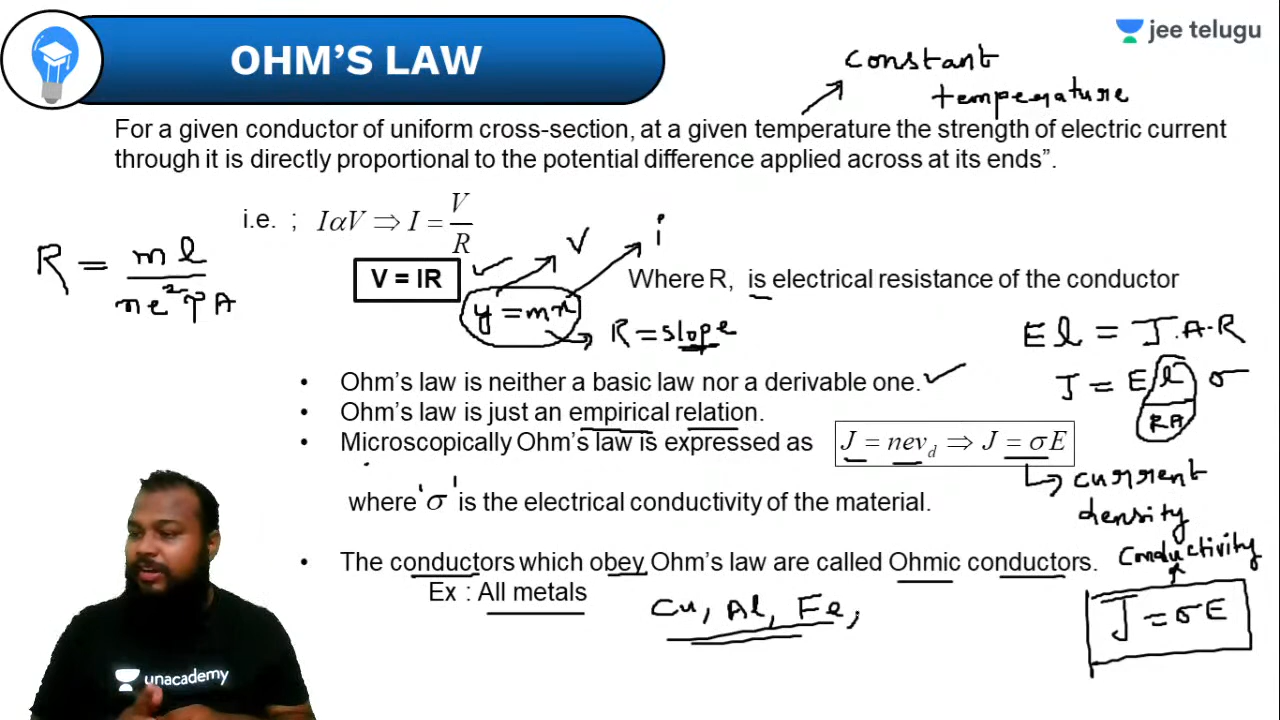 OHM'S LAW
jee telugu
constant
temperature
For a given conductor of uniform cross-section, at a given temperature the strength of electric current
through it is directly proportional to the potential difference applied across at its ends”.
i.e. ; IαV ⇒ I = V/R
R = ml / ne²τA
V = IR
y = mx
V
i
R = slope
Where R, is electrical resistance of the conductor
El = J.A.R
J = E l/RA σ
• Ohm's law is neither a basic law nor a derivable one.
• Ohm's law is just an empirical relation.
• Microscopically Ohm's law is expressed as J = nev_d ⇒ J = σE
current
density
where 'σ' is the electrical conductivity of the material.
conductivity
• The conductors which obey Ohm's law are called Ohmic conductors.
Ex : All metals
Cu, Al, Fe,
J = σE
unacademy